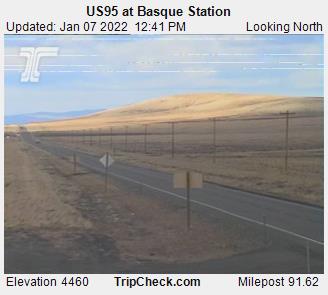 US95 at Basque Station
Updated: Jan 07 2022 12:41 PM Looking North
Elevation 4460 TripCheck.com Milepost 91.62